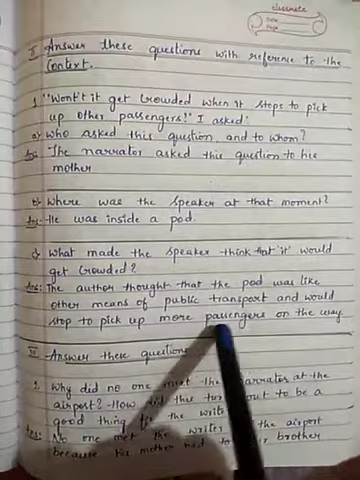 classmate
Date
Page
II Answer these questions with reference to the
Context.
1. "Won't it get crowded when it stops to pick
up other passengers?" I asked.
a) Who asked this question and to whom?
Ans: The narrator asked this question to his
mother
b) Where was the speaker at that moment?
Ans:- He was inside a pod.
c) What made the speaker think that 'it' would
get crowded?
Ans: The author thought that the pod was like
other means of public transport and would
stop to pick up more passengers on the way
III Answer these questions
1. Why did no one meet the narrator at the
airport? How did the turn out to be a
good thing for the
Ans: No one met the writer the airport
because his mother had to brother